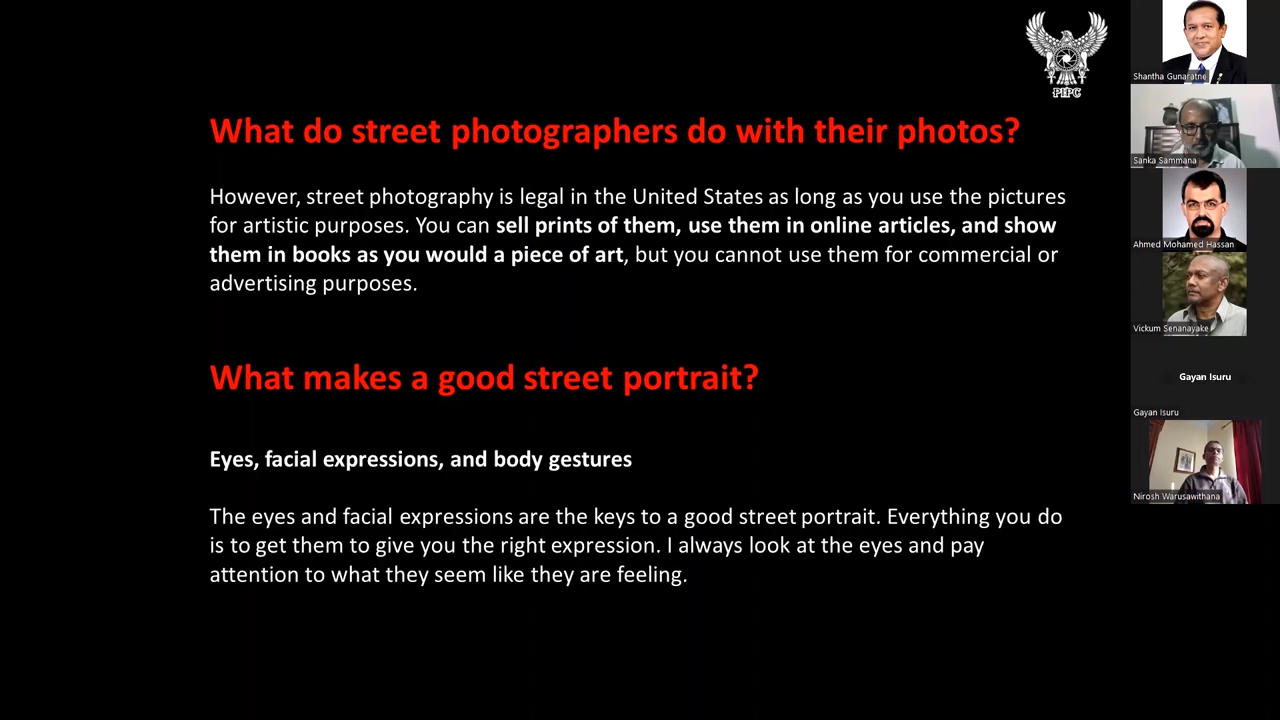 PIPC
What do street photographers do with their photos?
However, street photography is legal in the United States as long as you use the pictures
for artistic purposes. You can sell prints of them, use them in online articles, and show
them in books as you would a piece of art, but you cannot use them for commercial or
advertising purposes.
What makes a good street portrait?
Eyes, facial expressions, and body gestures
The eyes and facial expressions are the keys to a good street portrait. Everything you do
is to get them to give you the right expression. I always look at the eyes and pay
attention to what they seem like they are feeling.
Shantha Gunaratne
Sanka Sammana
Ahmed Mohamed Hassan
Vickum Senanayake
Gayan Isuru
Gayan Isuru
Nirosh Warusawithana